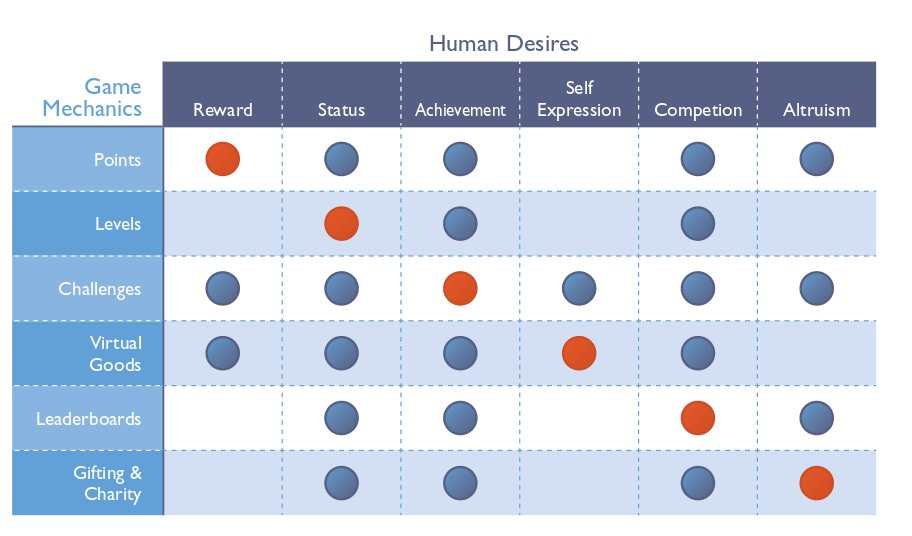 Human Desires
Game
Mechanics
Reward
Status
Achievement
Self
Expression
Competion
Altruism
Points
Levels
Challenges
Virtual
Goods
Leaderboards
Gifting &
Charity